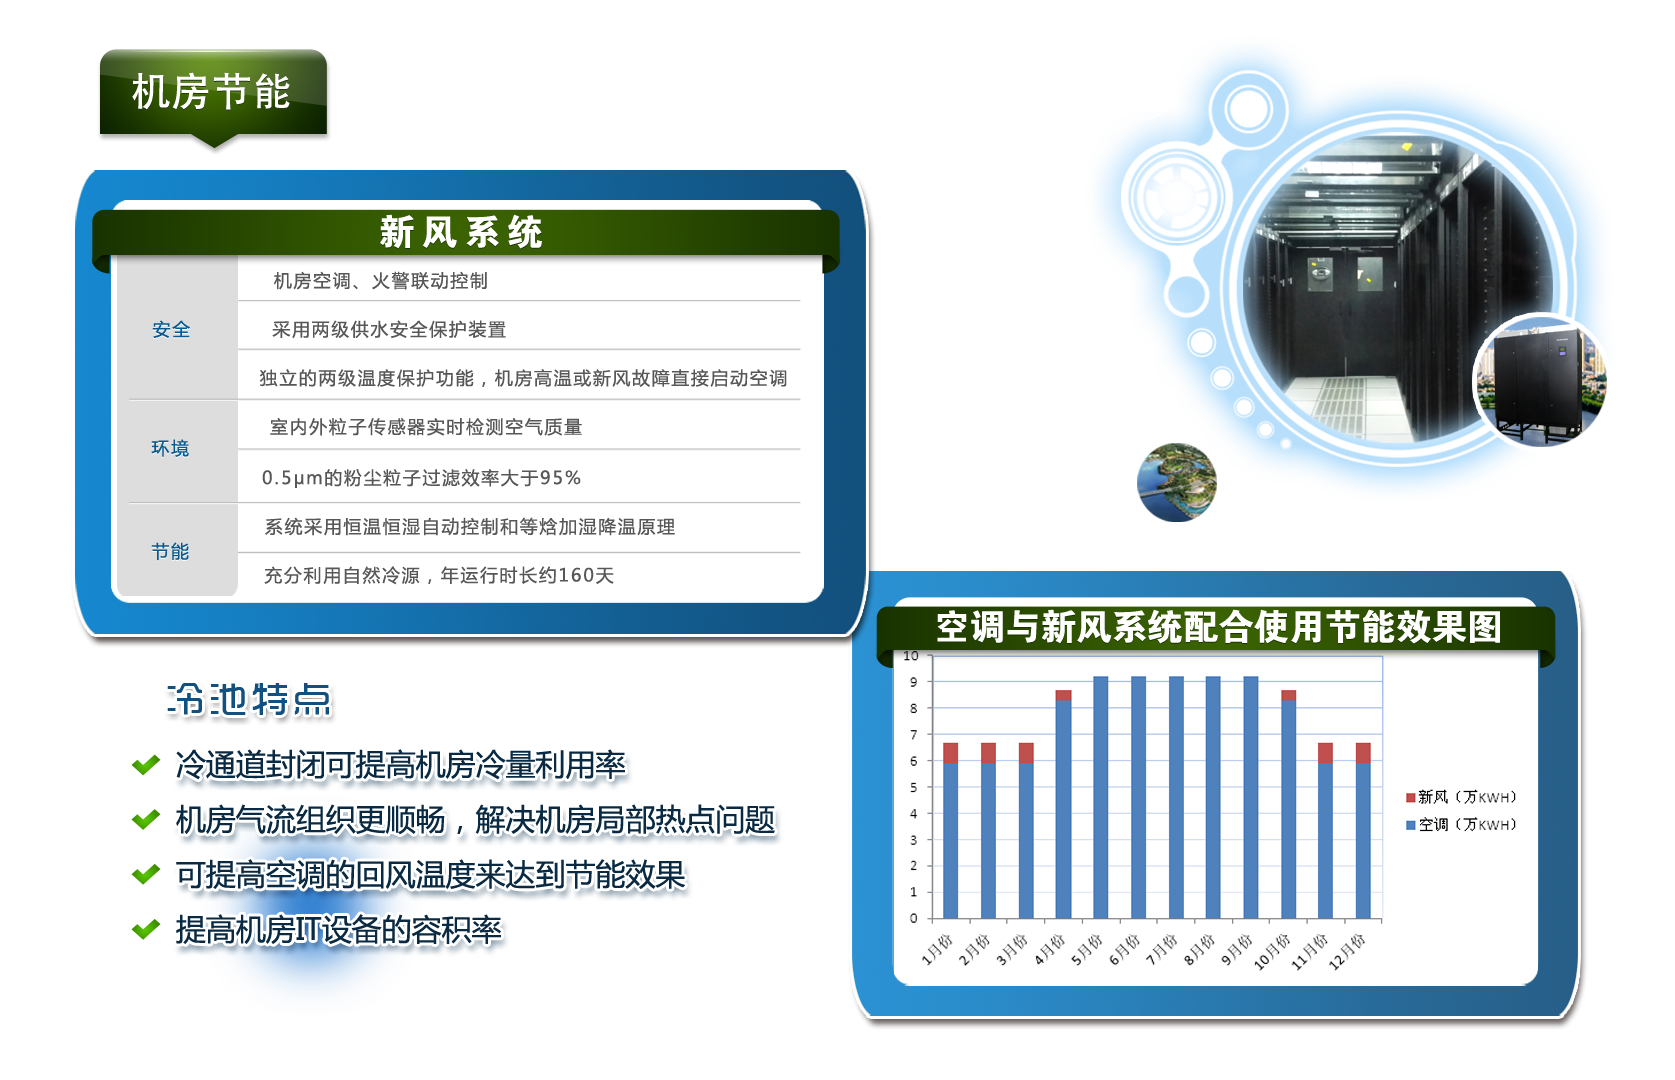 机房节能
新风系统
安全
机房空调、火警联动控制
采用两级供水安全保护装置
独立的两级温度保护功能，机房高温或新风故障直接启动空调
环境
室内外粒子传感器实时检测空气质量
0.5μm的粉尘粒子过滤效率大于95%
节能
系统采用恒温恒湿自动控制和等焓加湿降温原理
充分利用自然冷源，年运行时长约160天
冷池特点
冷通道封闭可提高机房冷量利用率
机房气流组织更顺畅，解决机房局部热点问题
可提高空调的回风温度来达到节能效果
提高机房IT设备的容积率
空调与新风系统配合使用节能效果图
10
9
8
7
6
5
4
3
2
1
0
1月份
2月份
3月份
4月份
5月份
6月份
7月份
8月份
9月份
10月份
11月份
12月份
新风（万KWH）
空调（万KWH）